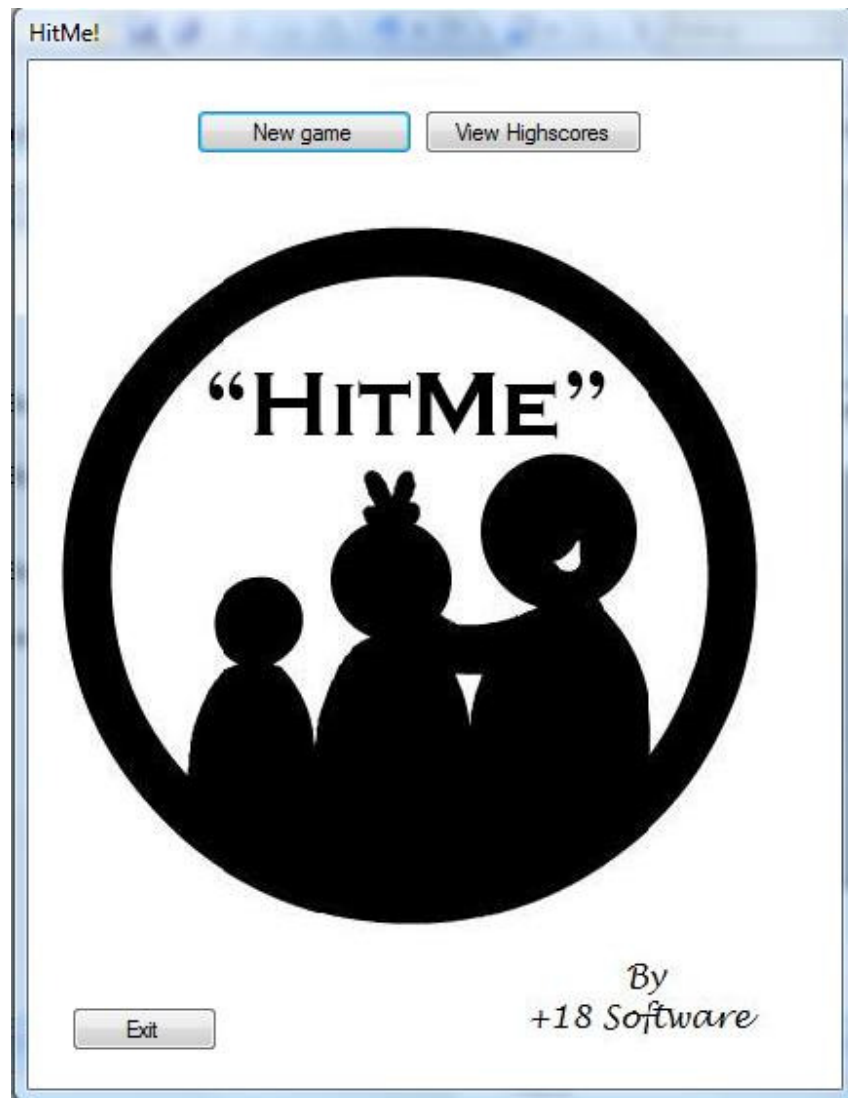 HitMe!
New game
View Highscores
“HITME”
By
+18 Software
Exit